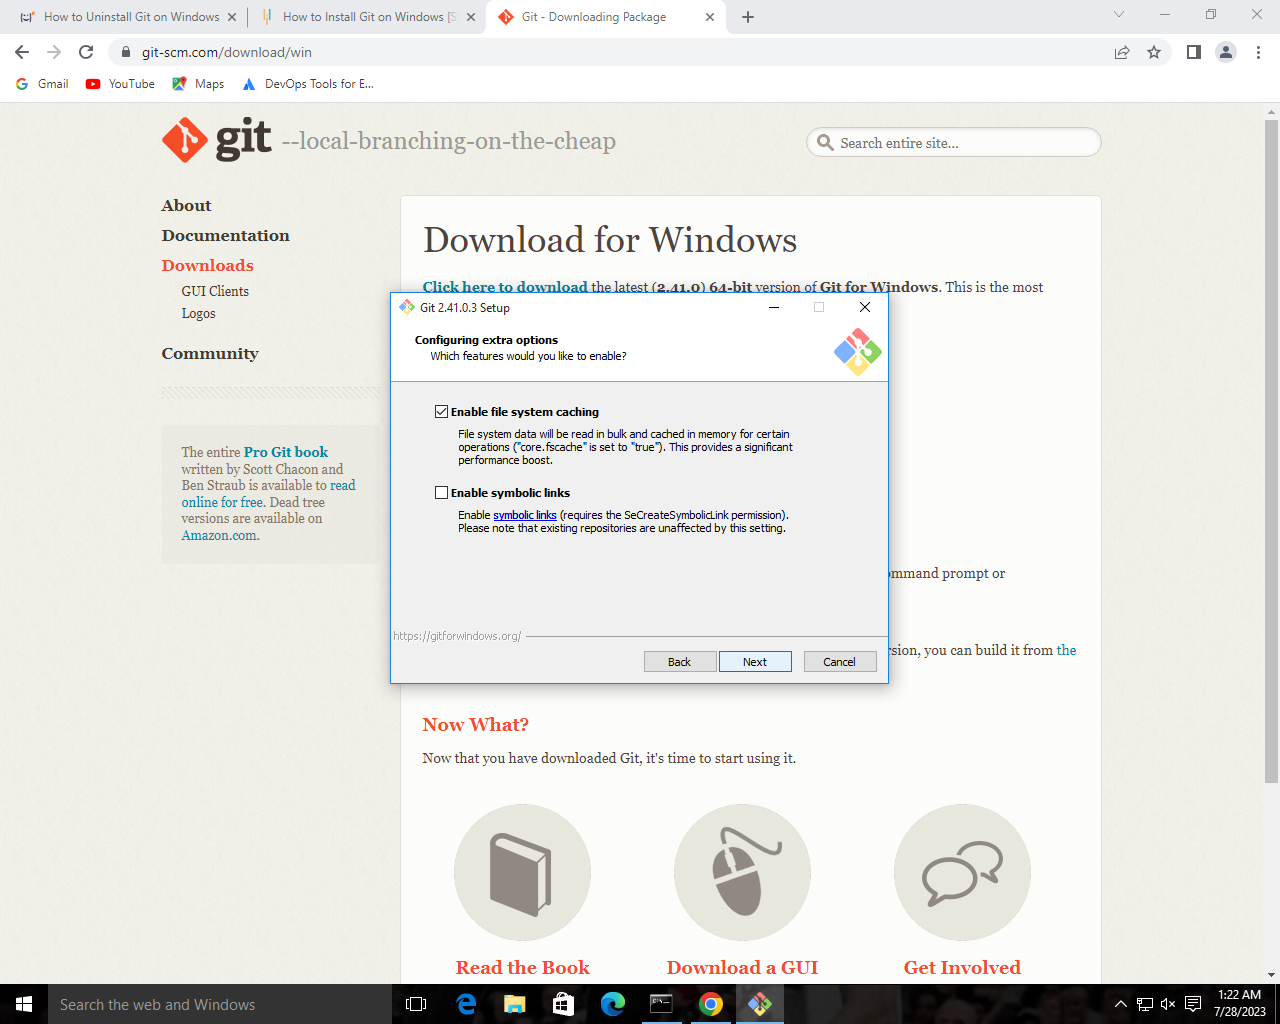 How to Uninstall Git on Windows
How to Install Git on Windows [S
Git - Downloading Package
git-scm.com/download/win
Gmail
YouTube
Maps
DevOps Tools for E...
git --local-branching-on-the-cheap
Search entire site...
About
Documentation
Downloads
GUI Clients
Logos
Community
The entire Pro Git book
written by Scott Chacon and
Ben Straub is available to read
online for free. Dead tree
versions are available on
Amazon.com.
Download for Windows
Click here to download the latest (2.41.0) 64-bit version of Git for Windows. This is the most
Git 2.41.0.3 Setup
Configuring extra options
Which features would you like to enable?
Enable file system caching
File system data will be read in bulk and cached in memory for certain
operations ("core.fscache" is set to "true"). This provides a significant
performance boost.
Enable symbolic links
Enable symbolic links (requires the SeCreateSymbolicLink permission).
Please note that existing repositories are unaffected by this setting.
https://gitforwindows.org/
Back
Next
Cancel
ommand prompt or
rsion, you can build it from the
Now What?
Now that you have downloaded Git, it's time to start using it.
Read the Book
Download a GUI
Get Involved
Search the web and Windows
1:22 AM
7/28/2023